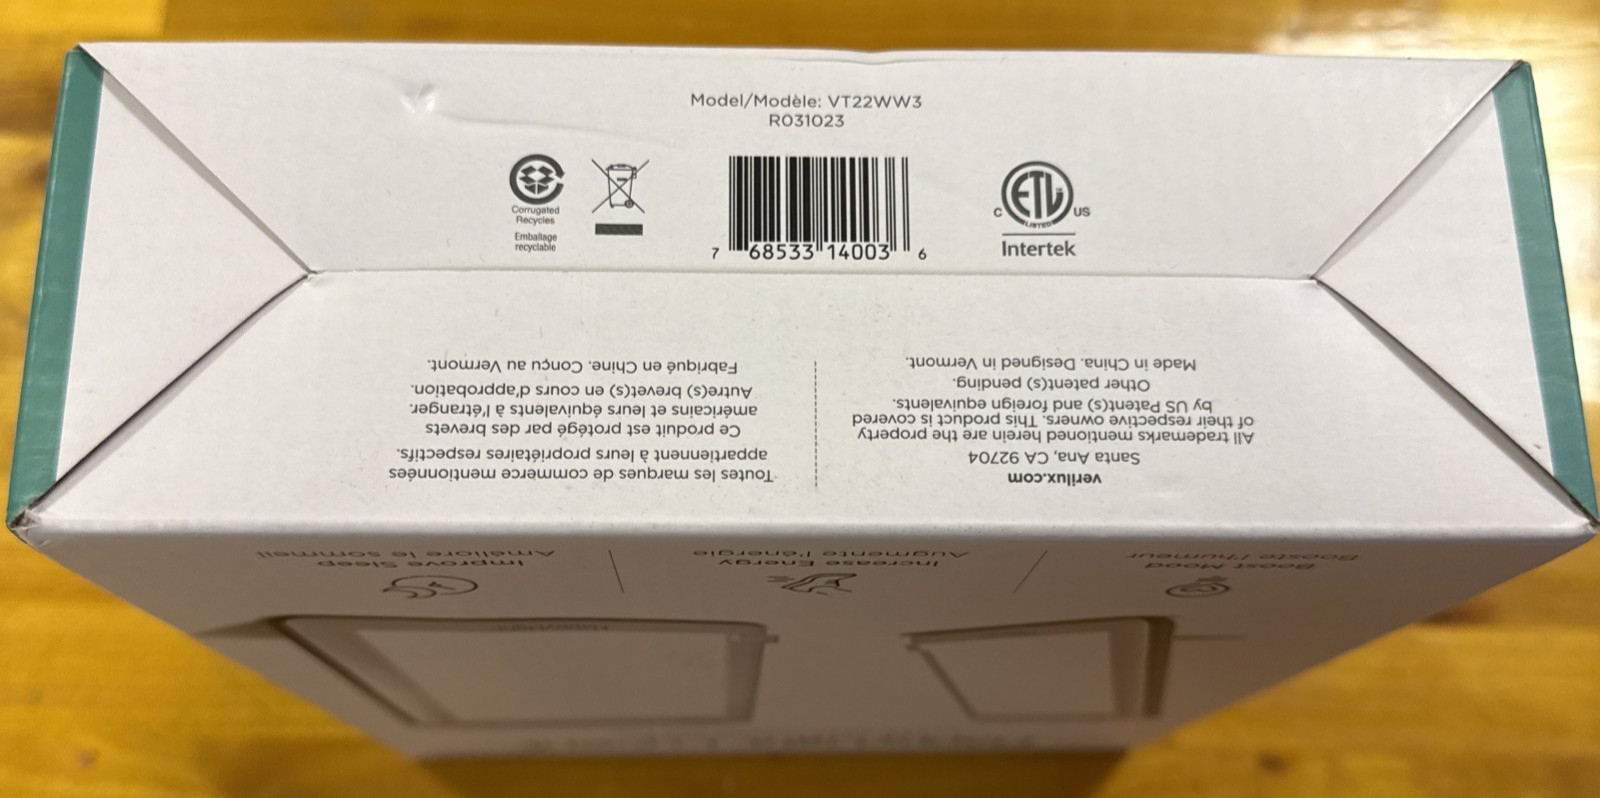 Model/Modèle: VT22WW3
R031023
Corrugated
Recycles
Emballage
recyclable
7 68533 14003 6
ETL
LISTED
C US
Intertek
verilux.com
Santa Ana, CA 92704
All trademarks mentioned herein are the property
of their respective owners. This product is covered
by US Patent(s) and foreign equivalents.
Other patent(s) pending.
Made in China. Designed in Vermont.
Toutes les marques de commerce mentionnées
appartiennent à leurs propriétaires respectifs.
Ce produit est protégé par des brevets
américains et leurs équivalents à l'étranger.
Autre(s) brevet(s) en cours d'approbation.
Fabriqué en Chine. Conçu au Vermont.
Boost Mood
Booste l'humeur
Increase Energy
Augmente l'énergie
Improve Sleep
Améliore le sommeil